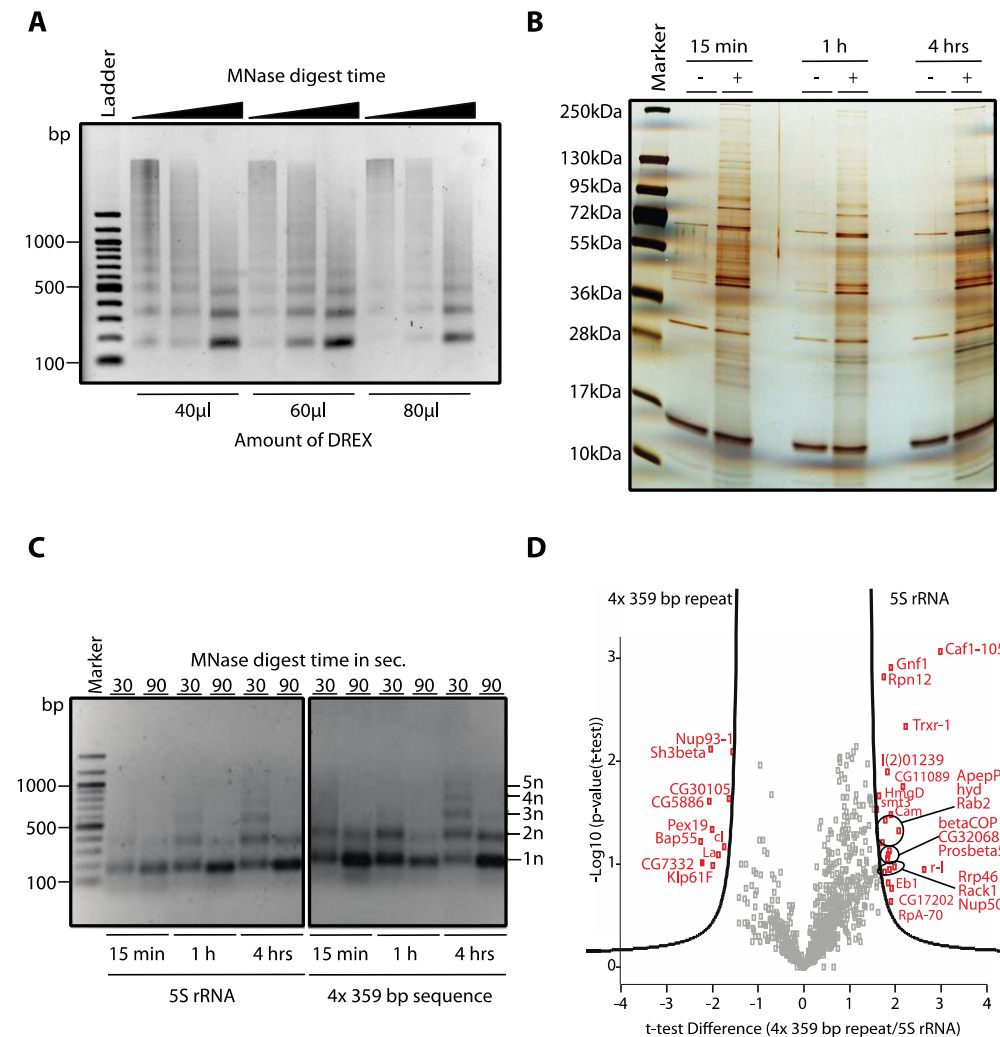 A
MNase digest time
Ladder
bp
1000
500
100
40µl
60µl
80µl
Amount of DREX
B
Marker
15 min
1 h
4 hrs
- + - + - +
250kDa
130kDa
95kDa
72kDa
55kDa
36kDa
28kDa
17kDa
10kDa
C
Marker
MNase digest time in sec.
30 90 30 90 30 90 30 90 30 90 30 90
bp
1000
500
100
5n
4n
3n
2n
1n
15 min 1 h 4 hrs 15 min 1 h 4 hrs
5S rRNA
4x 359 bp sequence
D
4x 359 bp repeat
5S rRNA
-Log10 (p-value(t-test))
3
2
1
0
-4 -3 -2 -1 0 1 2 3 4
t-test Difference (4x 359 bp repeat/5S rRNA)
Nup93-1
Sh3beta
CG30105
CG5886
Pex19
cl
Bap55
La
CG7332
Klp61F
Caf1-105
Gnf1
Rpn12
Trxr-1
l(2)01239
CG11089
HmgD
smt3
Cam
ApepP
hyd
Rab2
betaCOP
CG32068
Prosbeta5
r-l
Rrp46
Rack1
Nup50
Eb1
CG17202
RpA-70